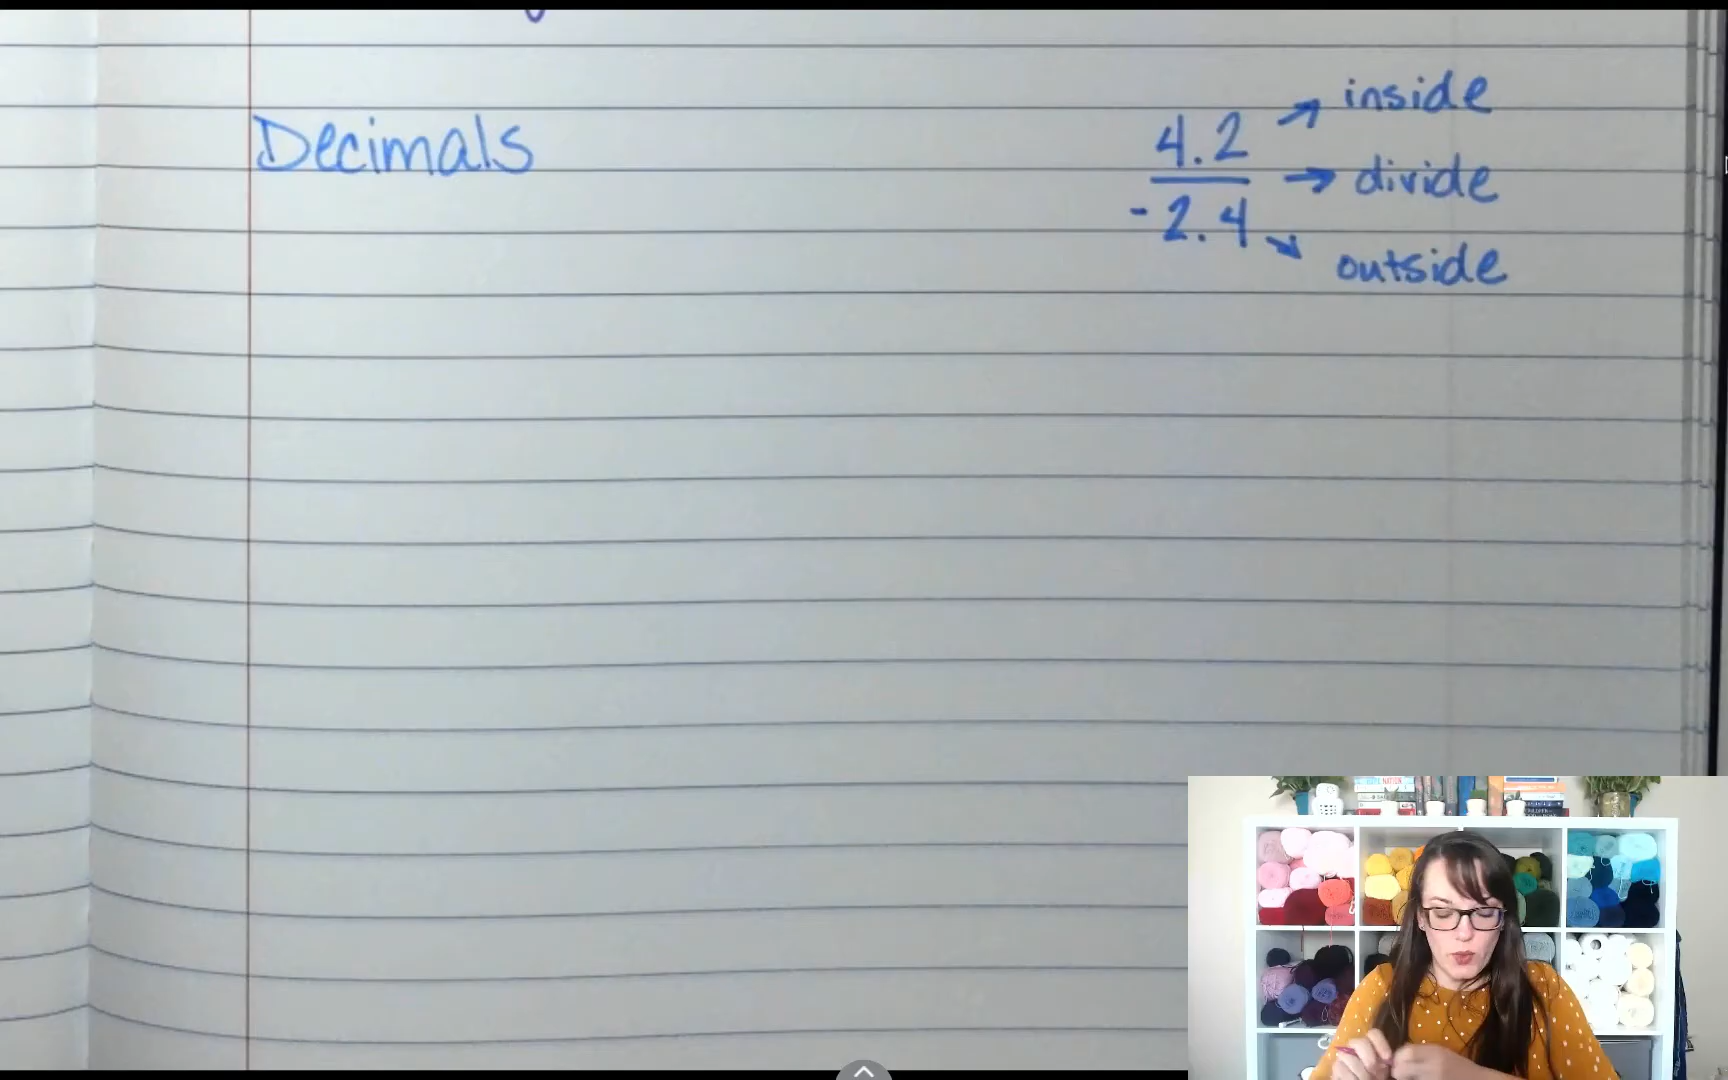 Decimals
4.2 → inside
→ divide
-2.4 ↘ outside